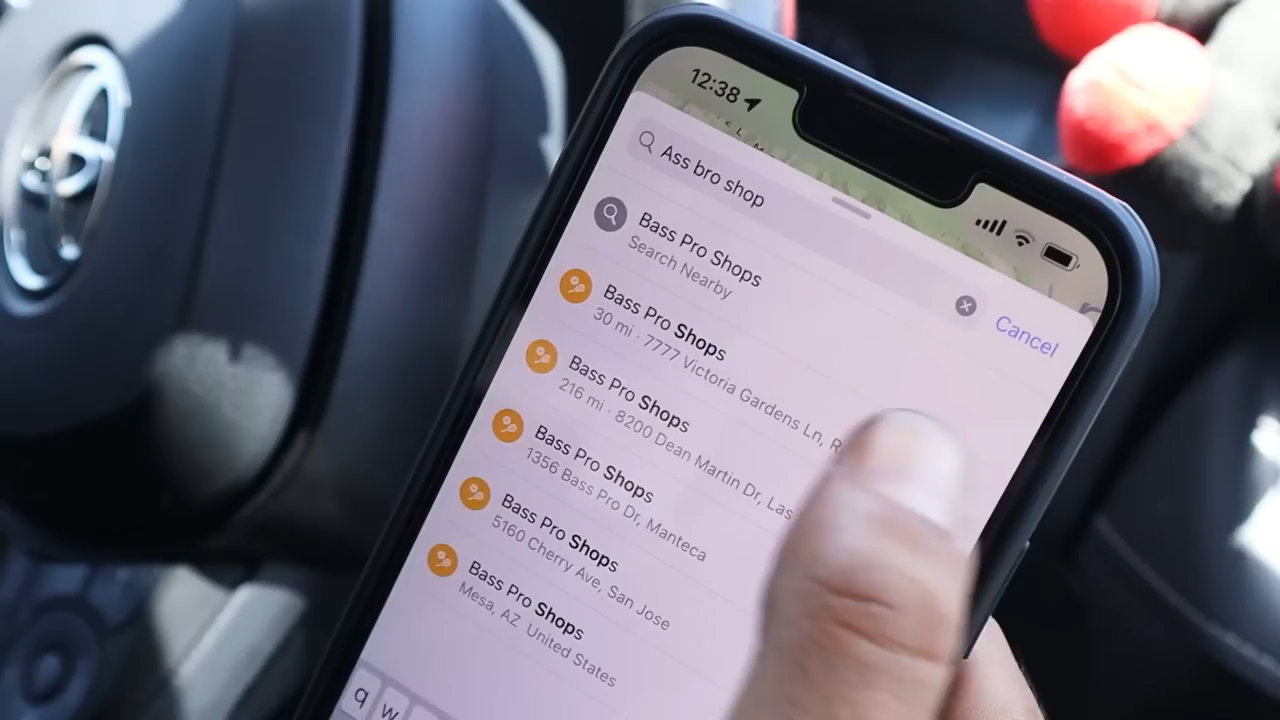 12:38
Ass bro shop
Cancel
Bass Pro Shops
Search Nearby
Bass Pro Shops
30 mi · 7777 Victoria Gardens Ln, R
Bass Pro Shops
216 mi · 8200 Dean Martin Dr, Las
Bass Pro Shops
1356 Bass Pro Dr, Manteca
Bass Pro Shops
5160 Cherry Ave, San Jose
Bass Pro Shops
Mesa, AZ United States
q w